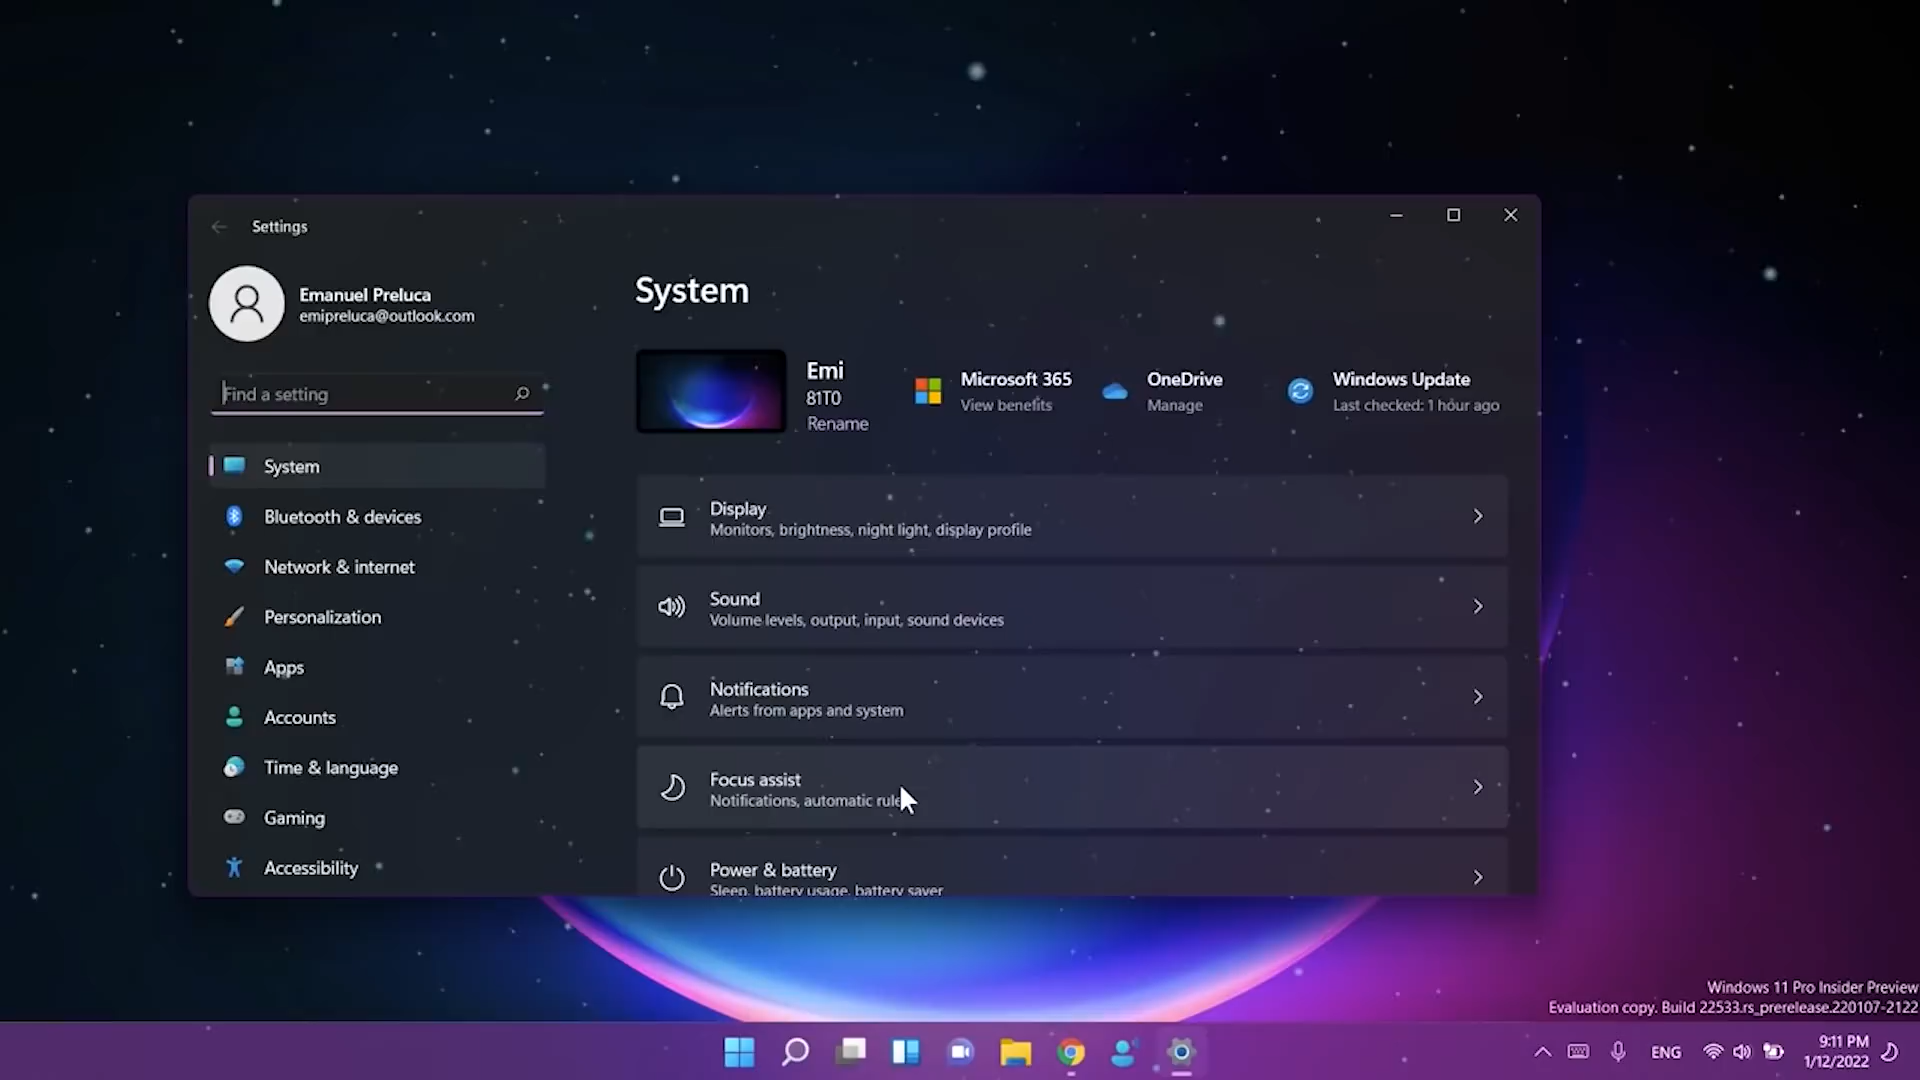 Settings
Emanuel Preluca
emipreluca@outlook.com
Find a setting
System
Bluetooth & devices
Network & internet
Personalization
Apps
Accounts
Time & language
Gaming
Accessibility
System
Emi
81T0
Rename
Microsoft 365
View benefits
OneDrive
Manage
Windows Update
Last checked: 1 hour ago
Display
Monitors, brightness, night light, display profile
Sound
Volume levels, output, input, sound devices
Notifications
Alerts from apps and system
Focus assist
Notifications, automatic rule
Power & battery
Sleep, battery usage, battery saver
Windows 11 Pro Insider Preview
Evaluation copy. Build 22533.rs_prerelease.220107-2122
ENG
9:11 PM
1/12/2022